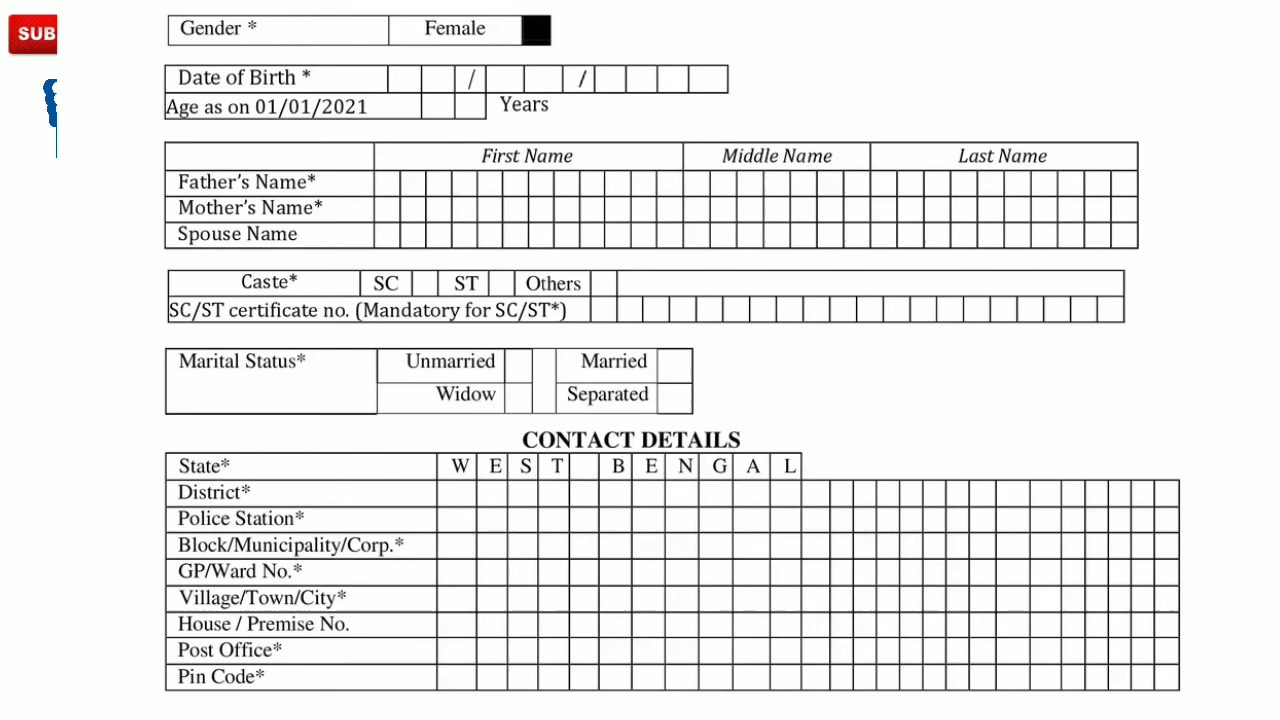 SUB
Gender * Female
Date of Birth * / /
Age as on 01/01/2021 Years
First Name Middle Name Last Name
Father's Name*
Mother's Name*
Spouse Name
Caste* SC ST Others
SC/ST certificate no. (Mandatory for SC/ST*)
Marital Status* Unmarried Married
Widow Separated
CONTACT DETAILS
State* W E S T B E N G A L
District*
Police Station*
Block/Municipality/Corp.*
GP/Ward No.*
Village/Town/City*
House / Premise No.
Post Office*
Pin Code*